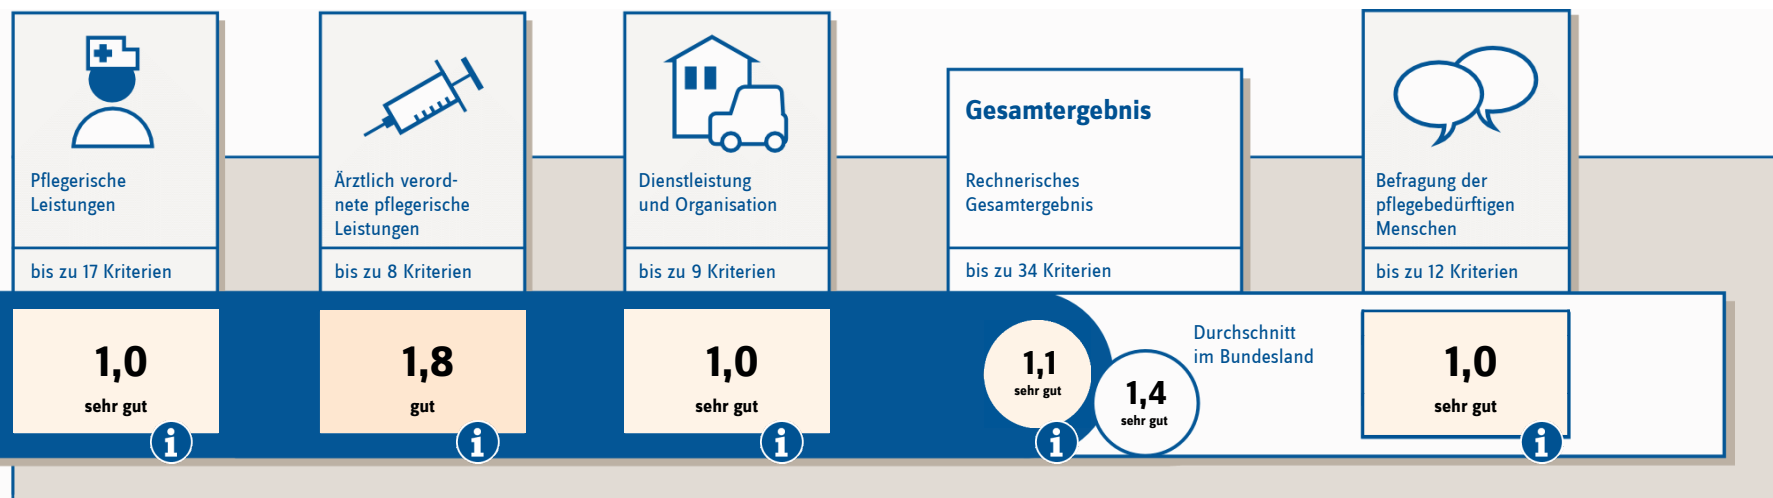 Pflegerische
Leistungen
bis zu 17 Kriterien
1,0
sehr gut
Ärztlich verord-
nete pflegerische
Leistungen
bis zu 8 Kriterien
1,8
gut
Dienstleistung
und Organisation
bis zu 9 Kriterien
1,0
sehr gut
Gesamtergebnis
Rechnerisches
Gesamtergebnis
bis zu 34 Kriterien
1,1
sehr gut
1,4
sehr gut
Durchschnitt
im Bundesland
Befragung der
pflegebedürftigen
Menschen
bis zu 12 Kriterien
1,0
sehr gut